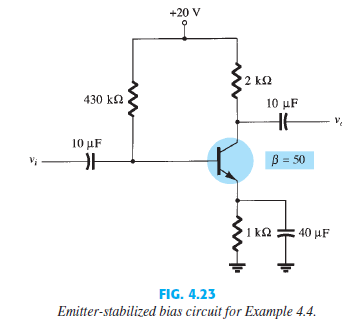 +20 V
2 kΩ
430 kΩ
10 μF
10 μF
vi
β = 50
1 kΩ
40 μF
FIG. 4.23
Emitter-stabilized bias circuit for Example 4.4.